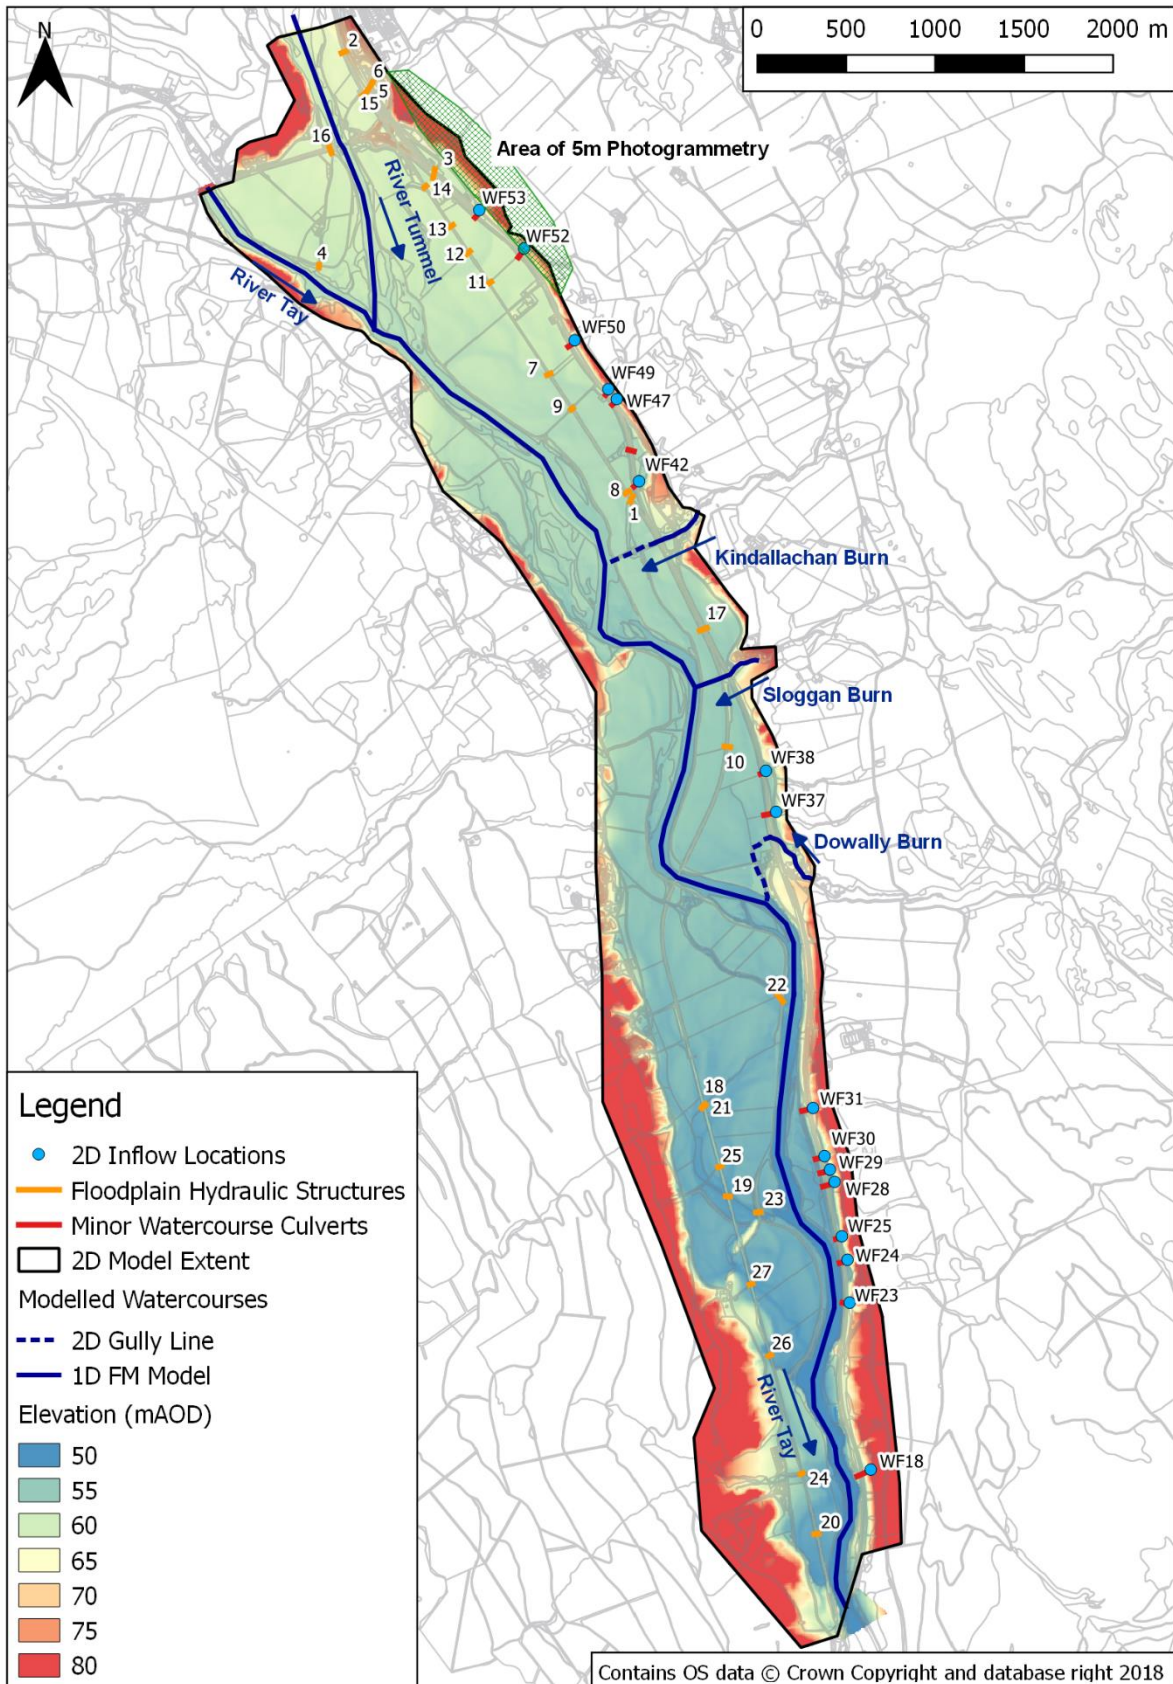 N
0 500 1000 1500 2000 m
2
6
5
15
16
Area of 5m Photogrammetry
3
14
River Tummel
WF53
13
WF52
12
4
11
River Tay
WF50
7
WF49
WF47
9
WF42
8
1
Kindallachan Burn
17
Sloggan Burn
10
WF38
WF37
Dowally Burn
22
18
21
WF31
WF30
25
WF29
19
WF28
23
WF25
WF24
27
WF23
26
River Tay
WF18
24
20
Legend
2D Inflow Locations
Floodplain Hydraulic Structures
Minor Watercourse Culverts
2D Model Extent
Modelled Watercourses
2D Gully Line
1D FM Model
Elevation (mAOD)
50
55
60
65
70
75
80
Contains OS data © Crown Copyright and database right 2018